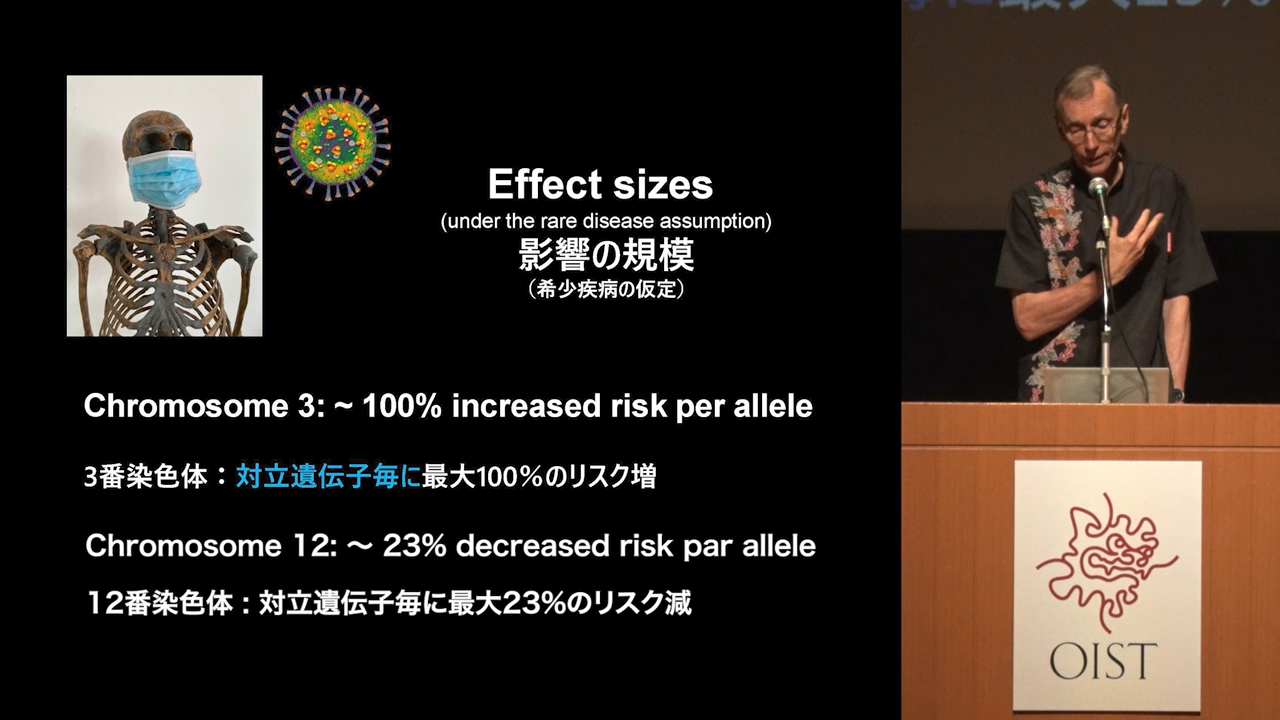 Effect sizes
(under the rare disease assumption)
影響の規模
（希少疾病の仮定）
Chromosome 3: ~ 100% increased risk per allele
3番染色体：対立遺伝子毎に最大100%のリスク増
Chromosome 12: ～ 23% decreased risk par allele
12番染色体：対立遺伝子毎に最大23%のリスク減
OIST